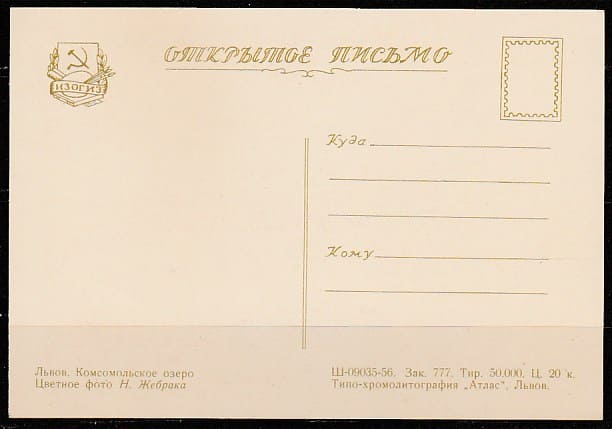 ИЗОГИЗ
ОТКРЫТОЕ ПИСЬМО
Куда
Кому
Львов. Комсомольское озеро
Цветное фото Н. Жебрака
Ш-09035-56. Зак. 777. Тир. 50.000. Ц. 20 к.
Типо-хромолитография „Атлас“, Львов.